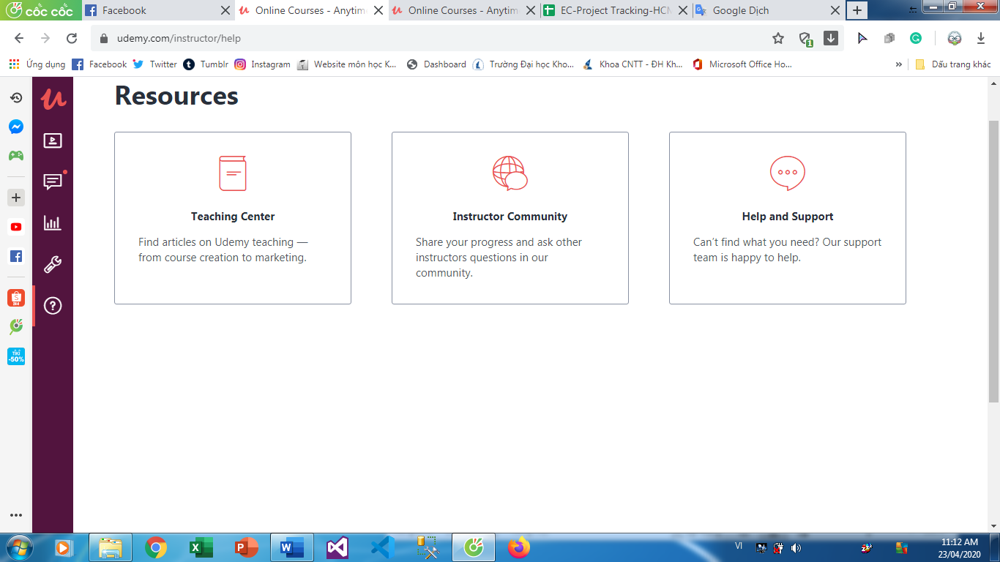 cốc cốc
Facebook
Online Courses - Anytim
Online Courses - Anytim
EC-Project Tracking-HCM
Google Dịch
udemy.com/instructor/help
1
Ứng dụng
Facebook
Twitter
Tumblr
Instagram
Website môn học K...
Dashboard
Trường Đại học Kho...
Khoa CNTT - ĐH Kh...
Microsoft Office Ho...
»
Dấu trang khác
Resources
Teaching Center
Find articles on Udemy teaching —
from course creation to marketing.
Instructor Community
Share your progress and ask other
instructors questions in our
community.
Help and Support
Can’t find what you need? Our support
team is happy to help.
TIKI
-50%
VI
11:12 AM
23/04/2020